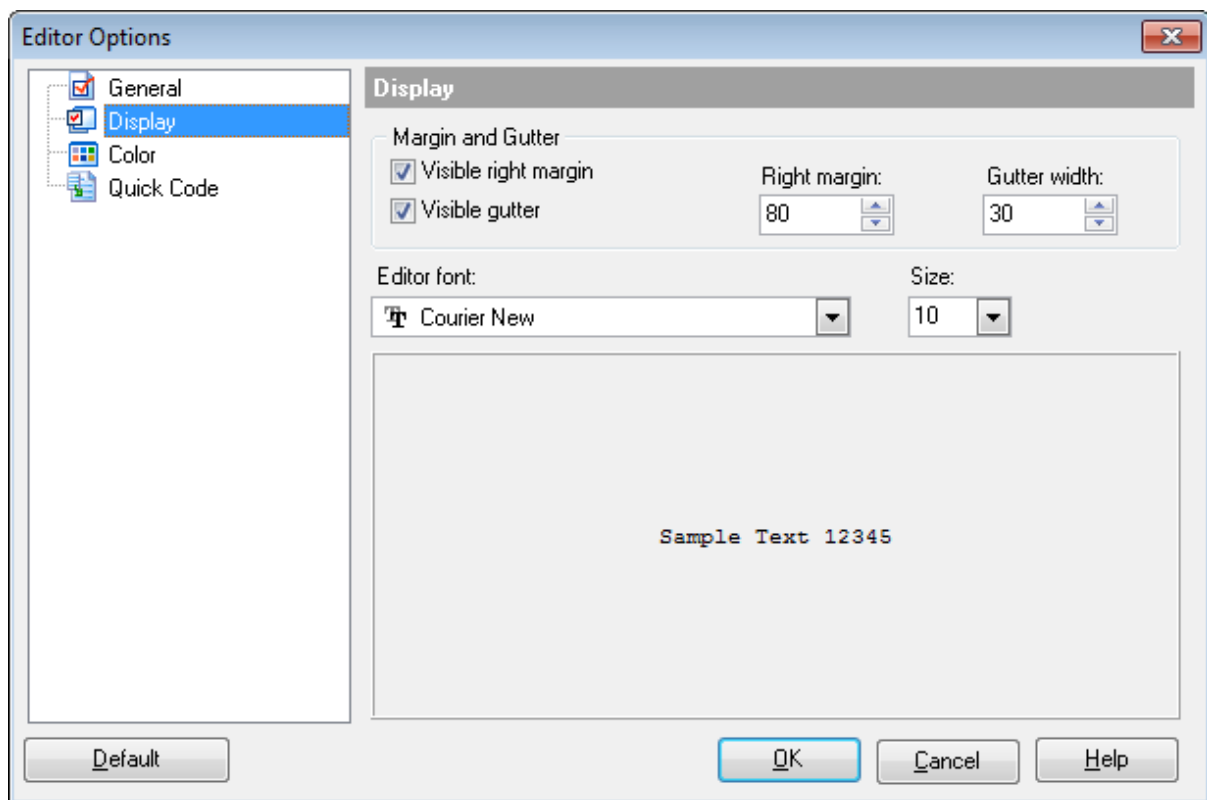 Editor Options
General
Display
Color
Quick Code
Display
Margin and Gutter
Visible right margin
Visible gutter
Right margin:
80
Gutter width:
30
Editor font:
Courier New
Size:
10
Sample Text 12345
Default
OK
Cancel
Help